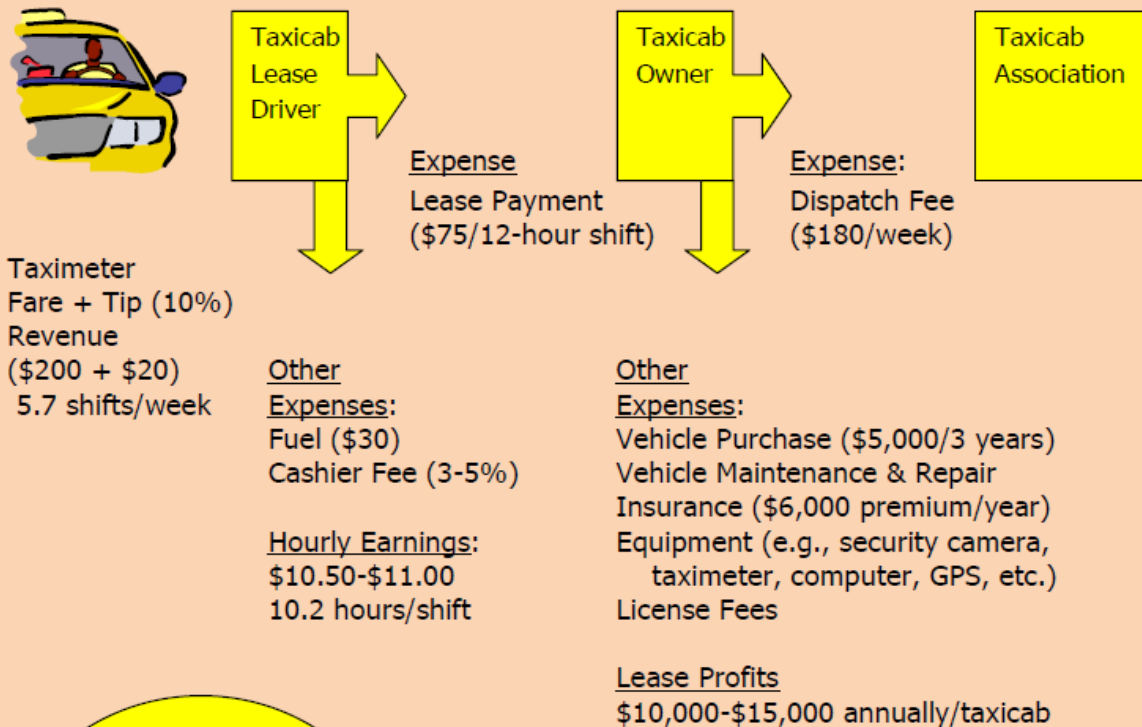 Taxicab
Lease
Driver
Taxicab
Owner
Taxicab
Association
Expense
Lease Payment
($75/12-hour shift)
Expense:
Dispatch Fee
($180/week)
Taximeter
Fare + Tip (10%)
Revenue
($200 + $20)
5.7 shifts/week
Other
Expenses:
Fuel ($30)
Cashier Fee (3-5%)
Hourly Earnings:
$10.50-$11.00
10.2 hours/shift
Other
Expenses:
Vehicle Purchase ($5,000/3 years)
Vehicle Maintenance & Repair
Insurance ($6,000 premium/year)
Equipment (e.g., security camera,
taximeter, computer, GPS, etc.)
License Fees
Lease Profits
$10,000-$15,000 annually/taxicab